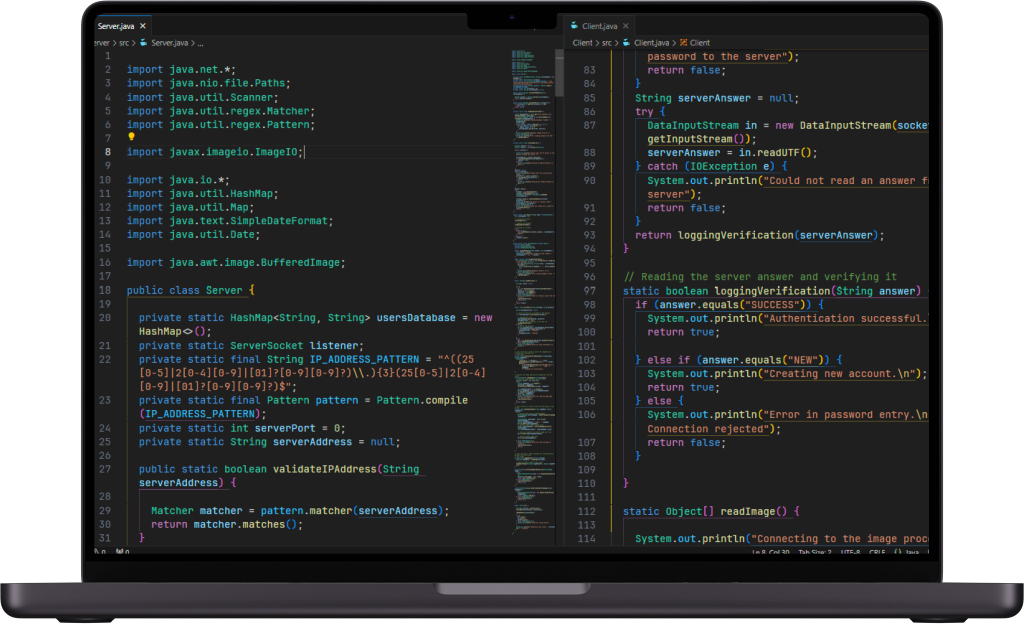 Server.java ×
erver > src > Server.java > ...
1
2 import java.net.*;
3 import java.nio.file.Paths;
4 import java.util.Scanner;
5 import java.util.regex.Matcher;
6 import java.util.regex.Pattern;
7
8 import javax.imageio.ImageIO;
9
10 import java.io.*;
11 import java.util.HashMap;
12 import java.util.Map;
13 import java.text.SimpleDateFormat;
14 import java.util.Date;
15
16 import java.awt.image.BufferedImage;
17
18 public class Server {
19
20 private static HashMap<String, String> usersDatabase = new
HashMap<>();
21 private static ServerSocket listener;
22 private static final String IP_ADDRESS_PATTERN = "^((25
[0-5]|2[0-4][0-9]|[01]?[0-9][0-9]?)\\.){3}(25[0-5]|2[0-4]
[0-9]|[01]?[0-9][0-9]?)$";
23 private static final Pattern pattern = Pattern.compile
(IP_ADDRESS_PATTERN);
24 private static int serverPort = 0;
25 private static String serverAddress = null;
26
27 public static boolean validateIPAddress(String
serverAddress) {
28
29 Matcher matcher = pattern.matcher(serverAddress);
30 return matcher.matches();
31 }
Client.java ×
Client > src > Client.java > Client
password to the server");
83 return false;
84 }
85 String serverAnswer = null;
86 try {
87 DataInputStream in = new DataInputStream(socke
getInputStream());
88 serverAnswer = in.readUTF();
89 } catch (IOException e) {
90 System.out.println("Could not read an answer f
server");
91 return false;
92 }
93 return loggingVerification(serverAnswer);
94 }
95
96 // Reading the server answer and verifying it
97 static boolean loggingVerification(String answer)
98 if (answer.equals("SUCCESS")) {
99 System.out.println("Authentication successful.
100 return true;
101
102 } else if (answer.equals("NEW")) {
103 System.out.println("Creating new account.\n");
104 return true;
105 } else {
106 System.out.println("Error in password entry.\n
Connection rejected");
107 return false;
108 }
109
110 }
111
112 static Object[] readImage() {
113
114 System.out.println("Connecting to the image proc
Ln 8, Col 30 Tab Size: 2 UTF-8 CRLF {} Java